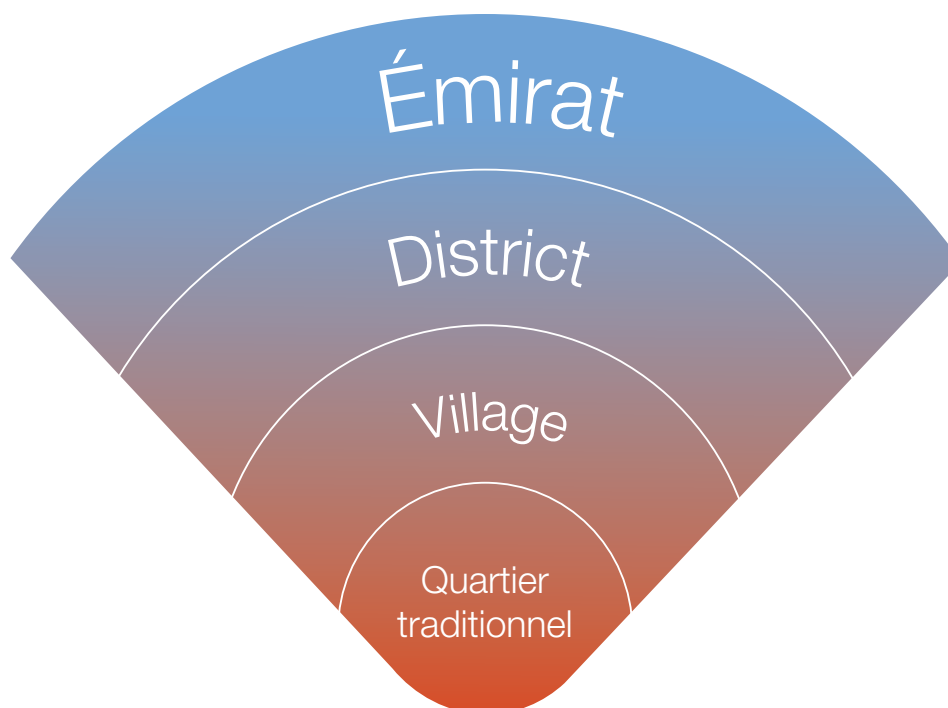 Émirat
District
Village
Quartier
traditionnel